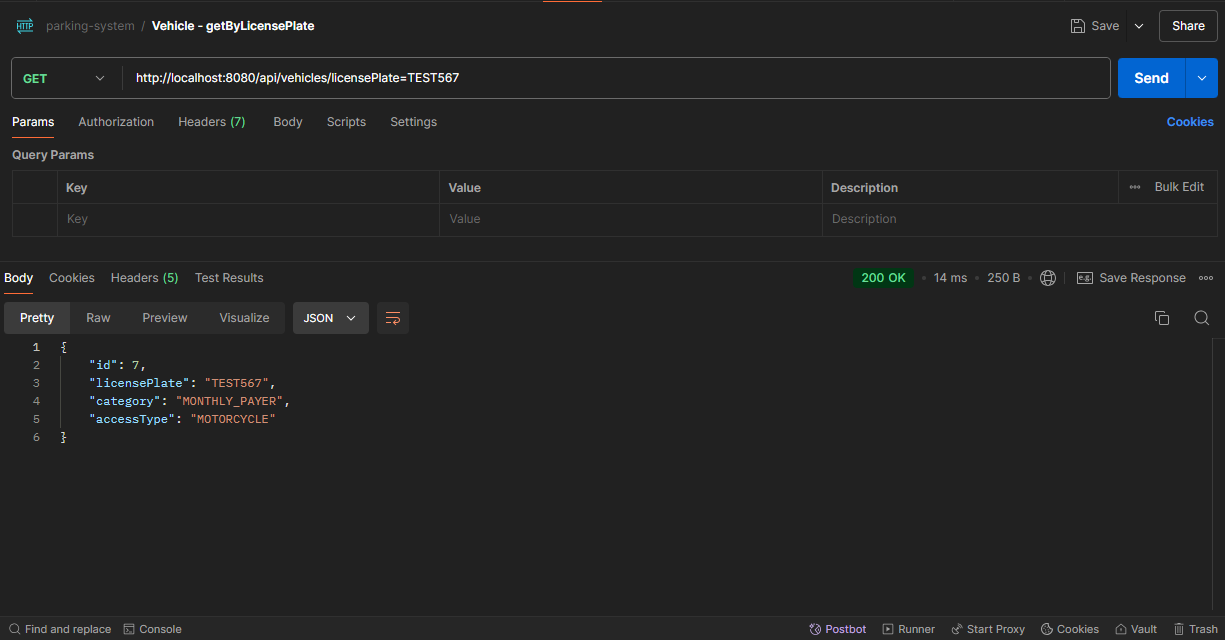 HTTP parking-system / Vehicle - getByLicensePlate Save Share
GET http://localhost:8080/api/vehicles/licensePlate=TEST567 Send
Params Authorization Headers (7) Body Scripts Settings Cookies
Query Params
Key Value Description Bulk Edit
Key Value Description
Body Cookies Headers (5) Test Results 200 OK 14 ms 250 B e.g. Save Response
Pretty Raw Preview Visualize JSON
1 {
2 "id": 7,
3 "licensePlate": "TEST567",
4 "category": "MONTHLY_PAYER",
5 "accessType": "MOTORCYCLE"
6 }
Find and replace Console Postbot Runner Start Proxy Cookies Vault Trash